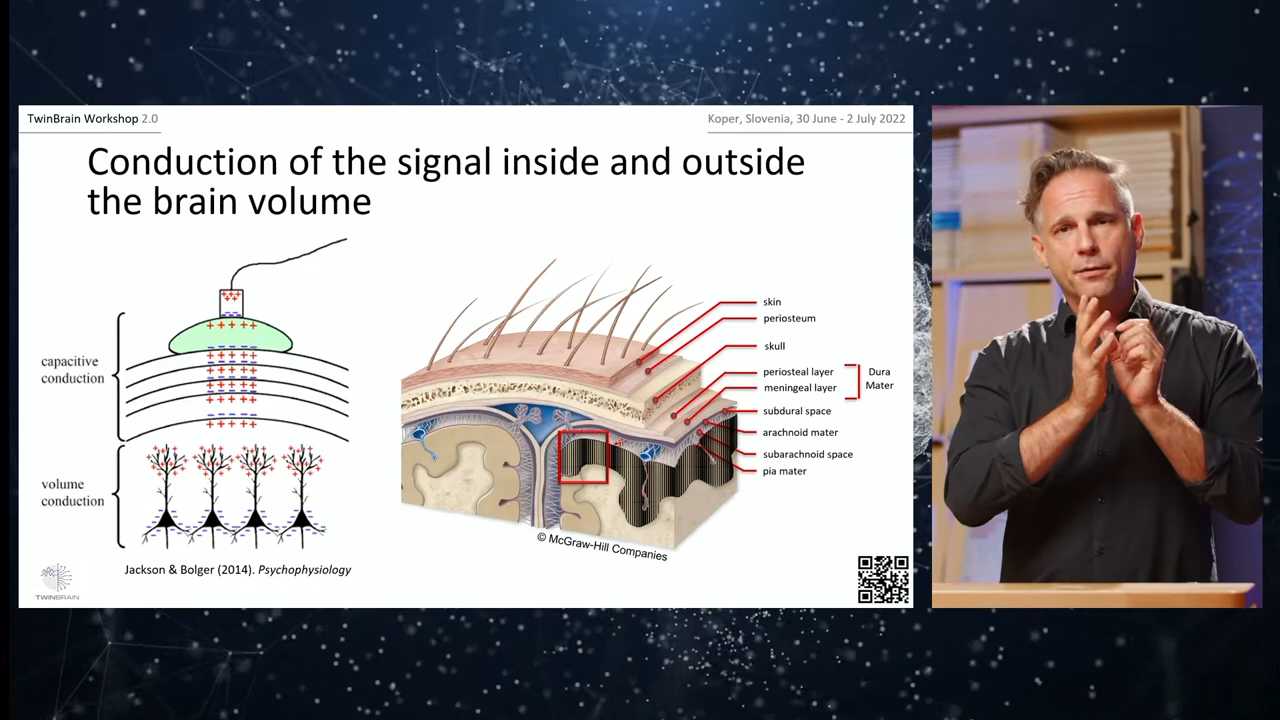 TwinBrain Workshop 2.0
Koper, Slovenia, 30 June - 2 July 2022
Conduction of the signal inside and outside
the brain volume
capacitive
conduction
volume
conduction
Jackson & Bolger (2014). Psychophysiology
skin
periosteum
skull
periosteal layer
meningeal layer
Dura
Mater
subdural space
arachnoid mater
subarachnoid space
pia mater
© McGraw-Hill Companies
TWINBRAIN